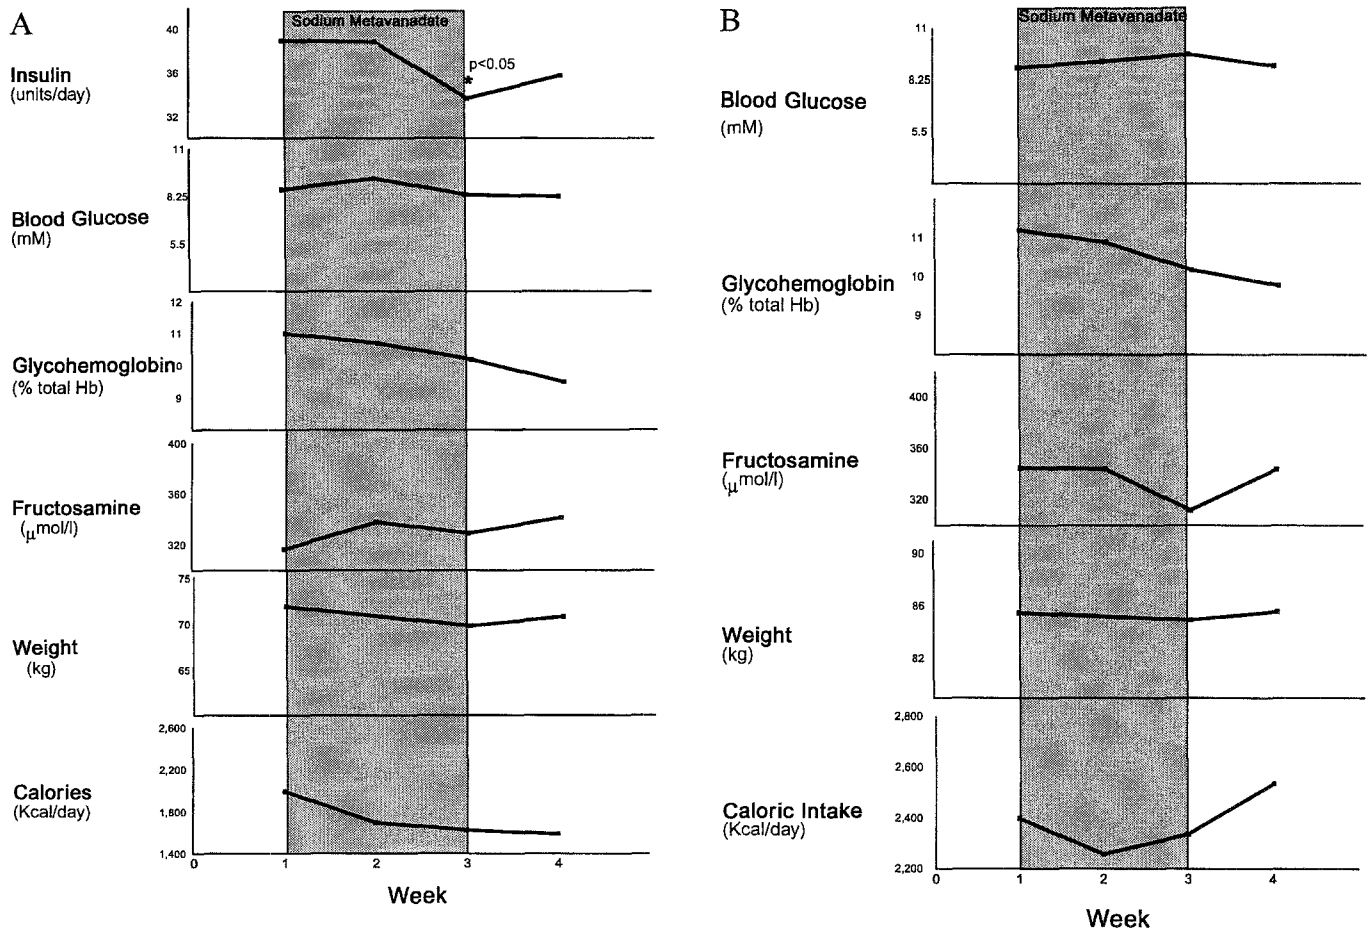 A
Sodium Metavanadate
Insulin
(units/day)
40
36
32
p<0.05
*
Blood Glucose
(mM)
11
8.25
5.5
Glycohemoglobin
(% total Hb)
12
11
0
9
Fructosamine
(μmol/l)
400
360
320
Weight
(kg)
75
70
65
Calories
(Kcal/day)
2,600
2,200
1,800
1,400
0 1 2 3 4
Week
B
Sodium Metavanadate
Blood Glucose
(mM)
11
8.25
5.5
Glycohemoglobin
(% total Hb)
11
10
9
Fructosamine
(μmol/l)
400
360
320
Weight
(kg)
90
86
82
Caloric Intake
(Kcal/day)
2,800
2,600
2,400
2,200
0 1 2 3 4
Week